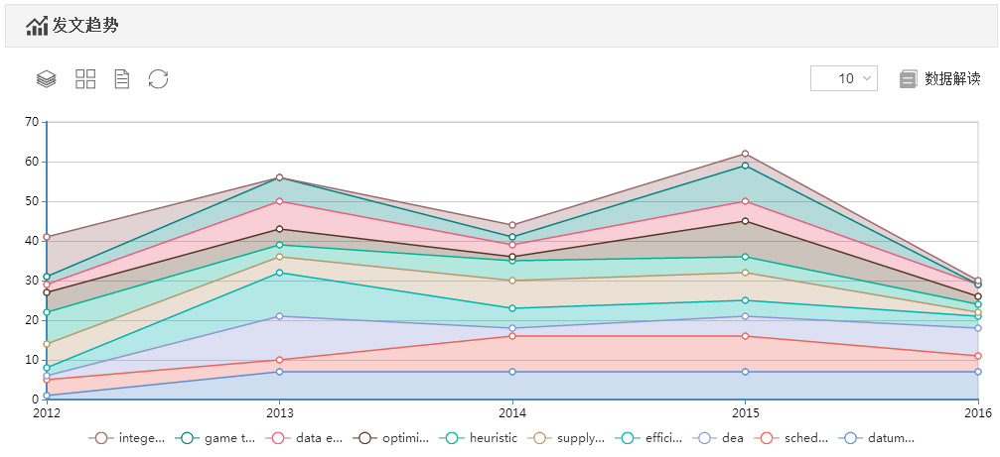 发文趋势
10
数据解读
70
60
50
40
30
20
10
0
2012 2013 2014 2015 2016
intege... game t... data e... optimi... heuristic supply... effici... dea sched... datum...